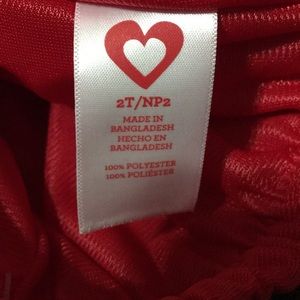 2T/NP2
MADE IN
BANGLADESH
HECHO EN
BANGLADESH
100% POLYESTER
100% POLIÉSTER